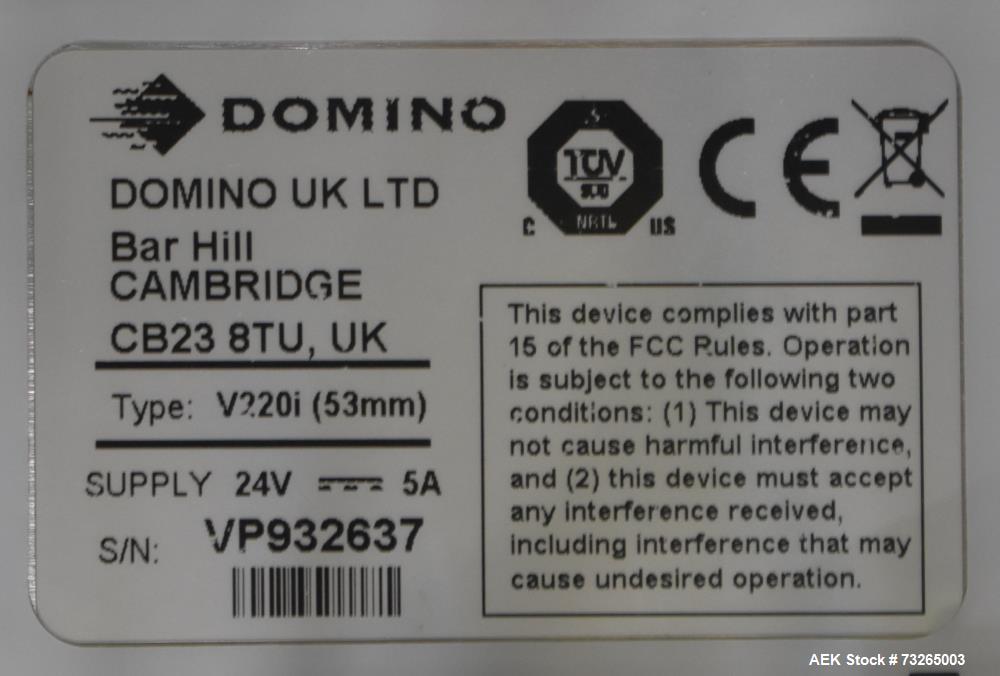 DOMINO
DOMINO UK LTD
Bar Hill
CAMBRIDGE
CB23 8TU, UK
Type: V220i (53mm)
SUPPLY 24V 5A
S/N: VP932637
TÜV
SÜD
NRTL
C US
CE
This device complies with part
15 of the FCC Rules. Operation
is subject to the following two
conditions: (1) This device may
not cause harmful interference,
and (2) this device must accept
any interference received,
including interference that may
cause undesired operation.
AEK Stock # 73265003